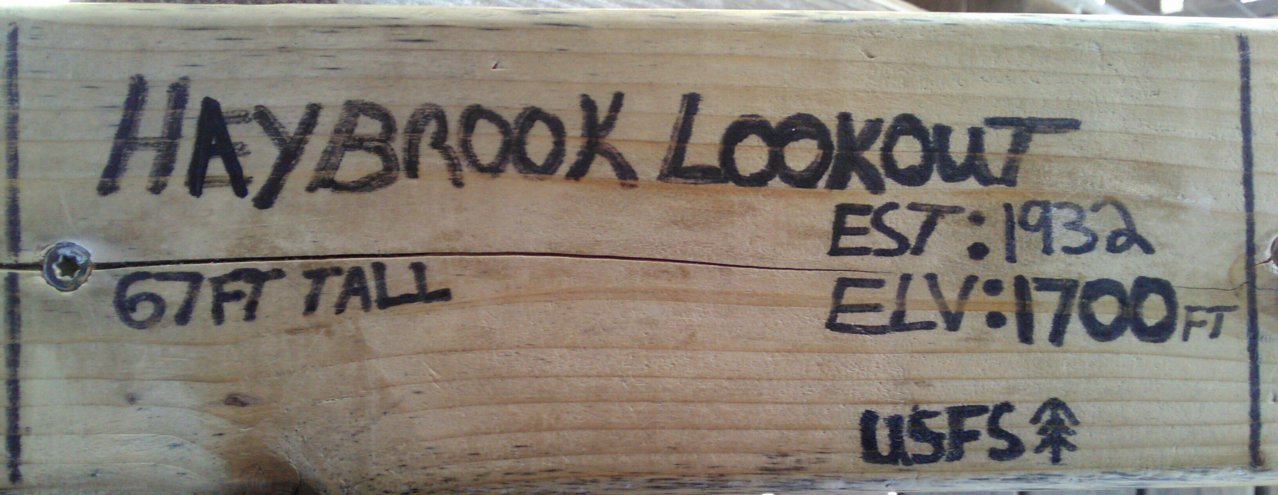 HAYBROOK LOOKOUT
EST:1932
67FT TALL
ELV:1700FT
USFS